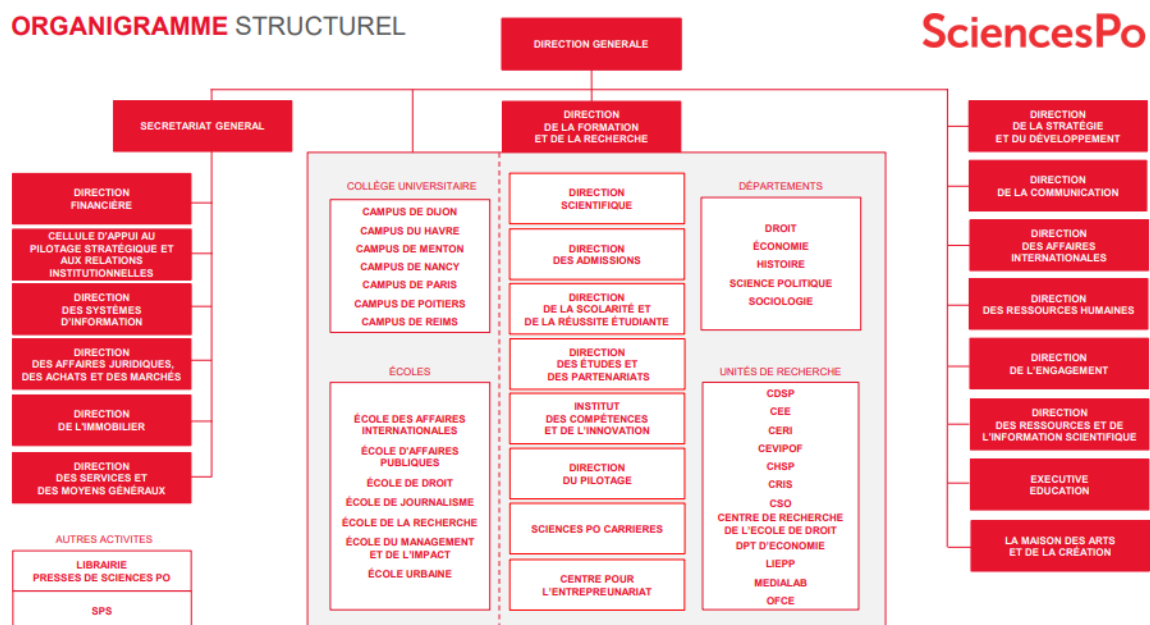 ORGANIGRAMME STRUCTUREL
SciencesPo
DIRECTION GENERALE
SECRETARIAT GENERAL
DIRECTION
FINANCIÈRE
CELLULE D'APPUI AU
PILOTAGE STRATÉGIQUE ET
AUX RELATIONS
INSTITUTIONNELLES
DIRECTION
DES SYSTÈMES
D'INFORMATION
DIRECTION
DES AFFAIRES JURIDIQUES,
DES ACHATS ET DES MARCHÉS
DIRECTION
DE L'IMMOBILIER
DIRECTION
DES SERVICES ET
DES MOYENS GÉNÉRAUX
AUTRES ACTIVITES
LIBRAIRIE
PRESSES DE SCIENCES PO
SPS
DIRECTION
DE LA FORMATION
ET DE LA RECHERCHE
COLLÈGE UNIVERSITAIRE
CAMPUS DE DIJON
CAMPUS DU HAVRE
CAMPUS DE MENTON
CAMPUS DE NANCY
CAMPUS DE PARIS
CAMPUS DE POITIERS
CAMPUS DE REIMS
ÉCOLES
ÉCOLE DES AFFAIRES
INTERNATIONALES
ÉCOLE D'AFFAIRES
PUBLIQUES
ÉCOLE DE DROIT
ÉCOLE DE JOURNALISME
ÉCOLE DE LA RECHERCHE
ÉCOLE DU MANAGEMENT
ET DE L'IMPACT
ÉCOLE URBAINE
DIRECTION
SCIENTIFIQUE
DIRECTION
DES ADMISSIONS
DIRECTION
DE LA SCOLARITÉ ET
DE LA RÉUSSITE ÉTUDIANTE
DIRECTION
DES ÉTUDES ET
DES PARTENARIATS
INSTITUT
DES COMPÉTENCES
ET DE L'INNOVATION
DIRECTION
DU PILOTAGE
SCIENCES PO CARRIERES
CENTRE POUR
L'ENTREPREUNARIAT
DÉPARTEMENTS
DROIT
ÉCONOMIE
HISTOIRE
SCIENCE POLITIQUE
SOCIOLOGIE
UNITÉS DE RECHERCHE
CDSP
CEE
CERI
CEVIPOF
CHSP
CRIS
CSO
CENTRE DE RECHERCHE
DE L'ECOLE DE DROIT
DPT D'ECONOMIE
LIEPP
MEDIALAB
OFCE
DIRECTION
DE LA STRATÉGIE
ET DU DÉVELOPPEMENT
DIRECTION
DE LA COMMUNICATION
DIRECTION
DES AFFAIRES
INTERNATIONALES
DIRECTION
DES RESSOURCES HUMAINES
DIRECTION
DE L'ENGAGEMENT
DIRECTION
DES RESSOURCES ET DE
L'INFORMATION SCIENTIFIQUE
EXECUTIVE
EDUCATION
LA MAISON DES ARTS
ET DE LA CRÉATION